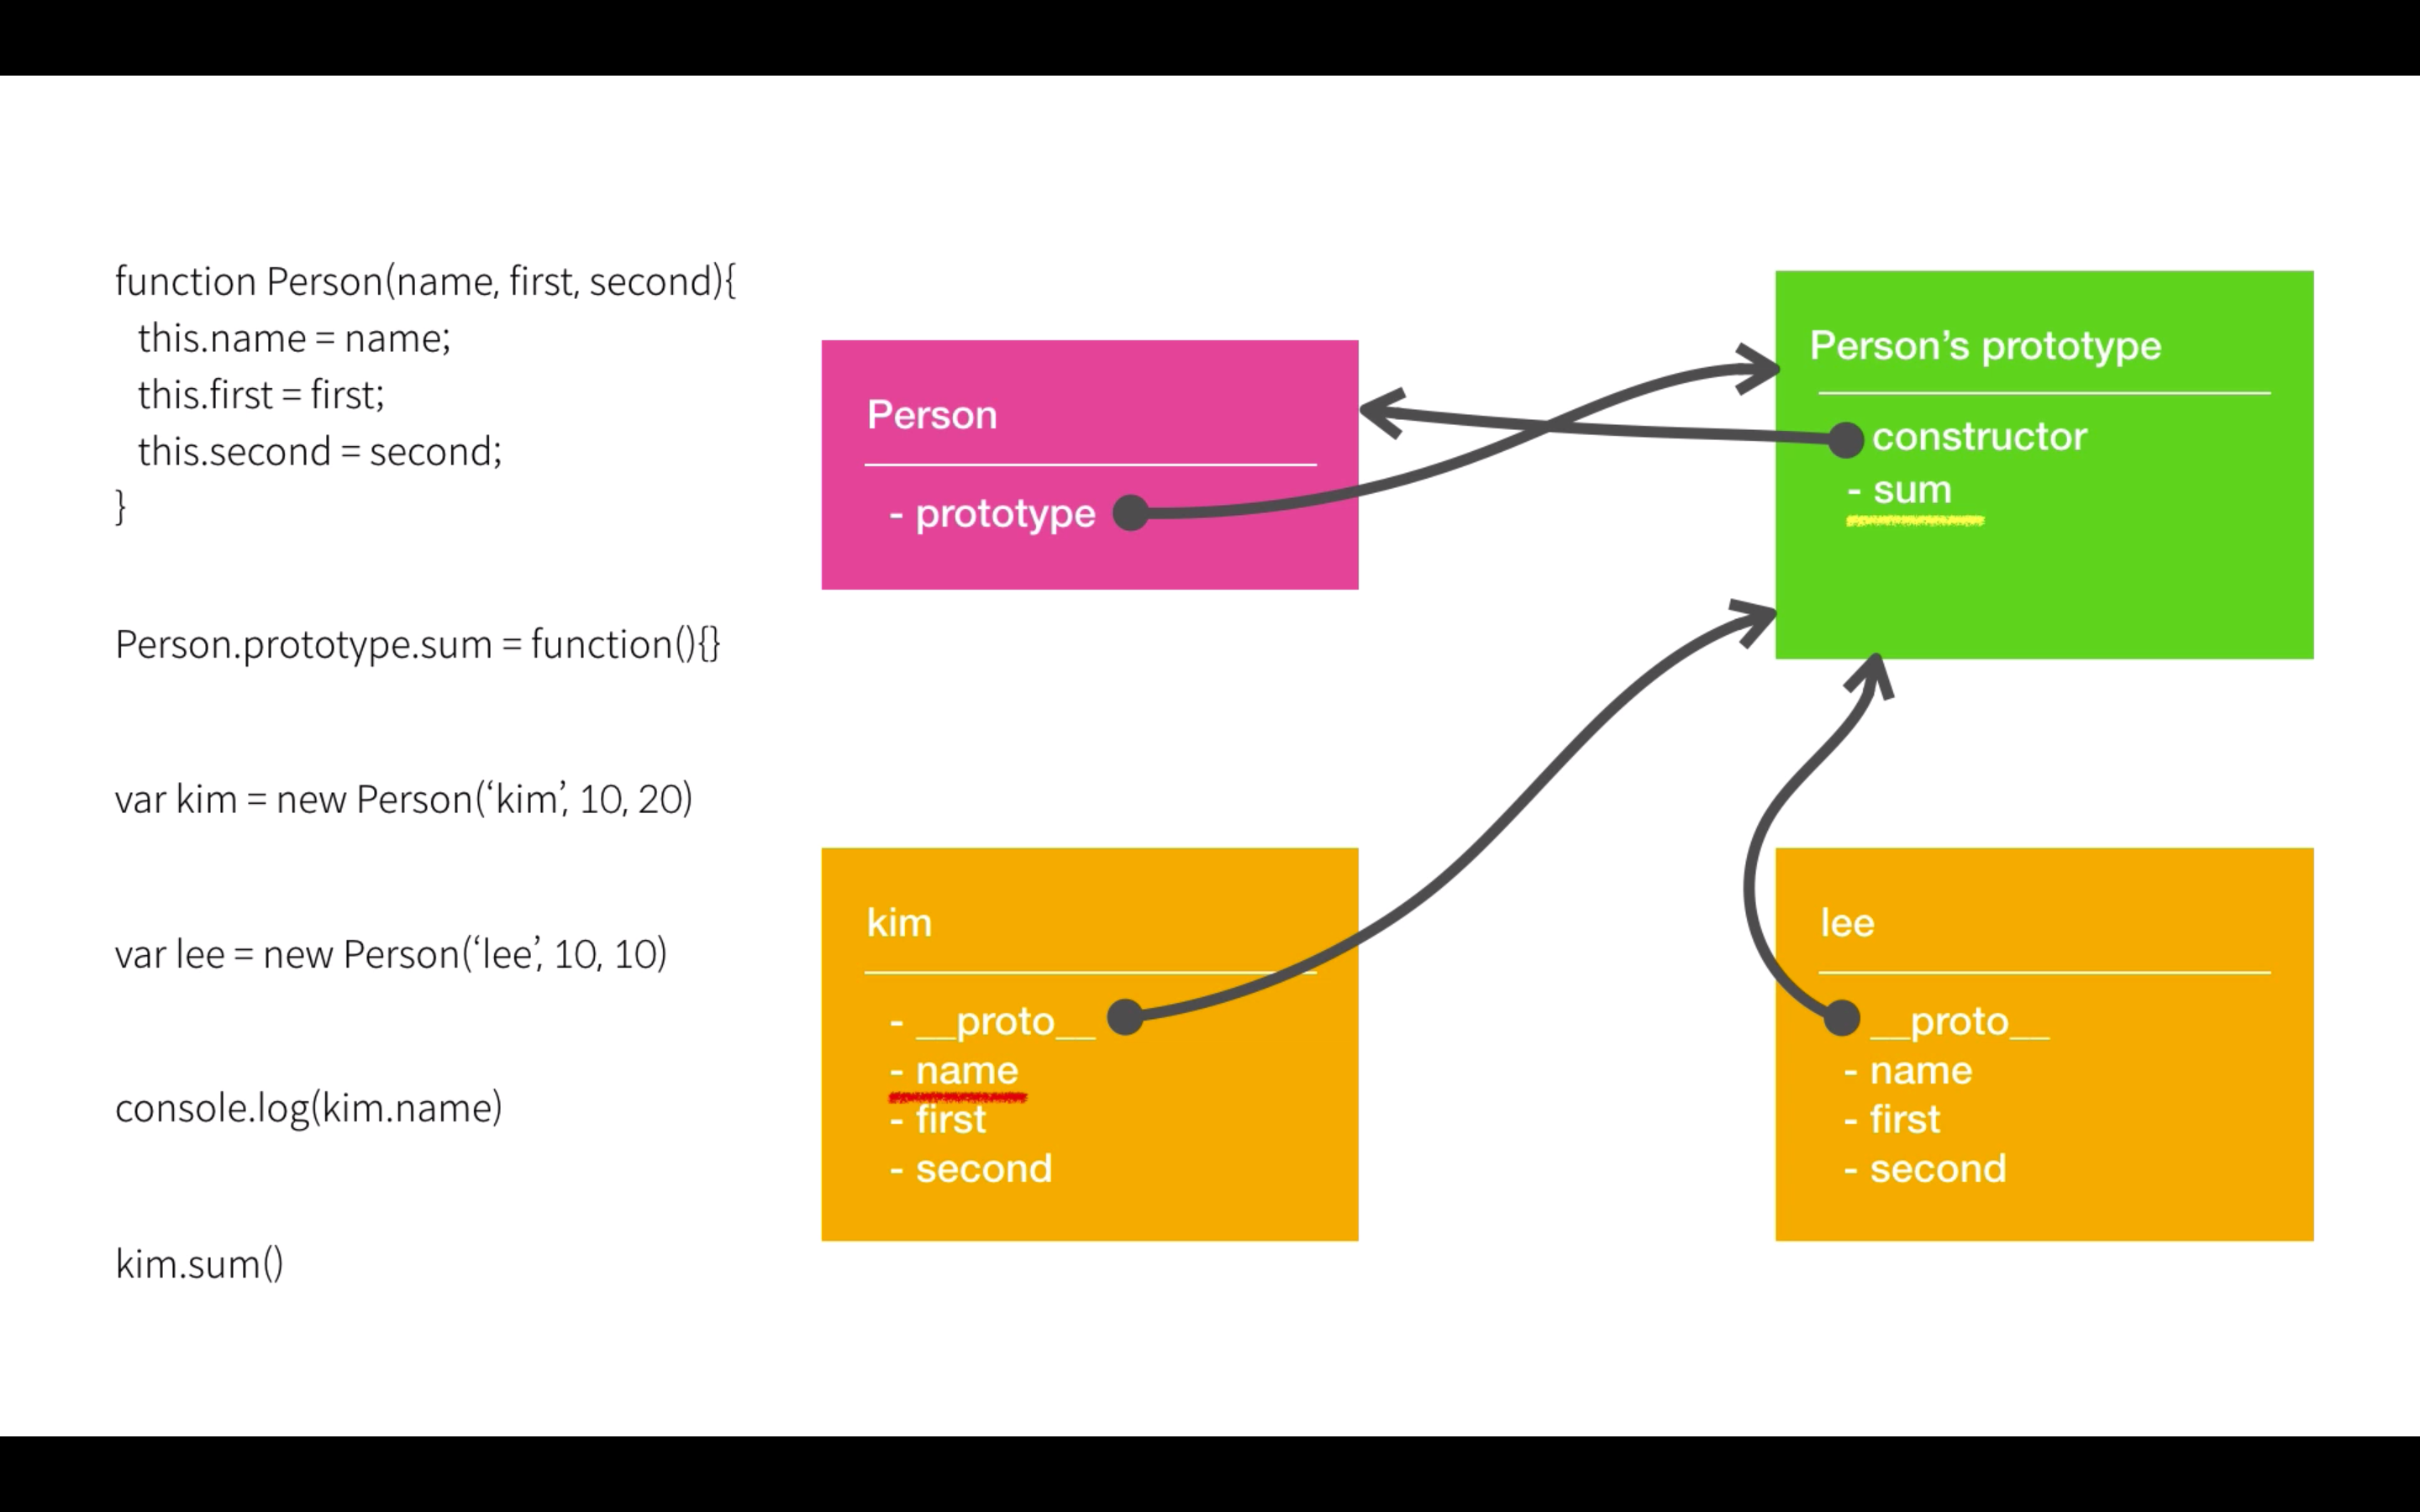 function Person(name, first, second){
this.name = name;
this.first = first;
this.second = second;
}
Person.prototype.sum = function(){}
var kim = new Person(‘kim’, 10, 20)
var lee = new Person(‘lee’, 10, 10)
console.log(kim.name)
kim.sum()
Person
- prototype
Person’s prototype
constructor
- sum
kim
- __proto__
- name
- first
- second
lee
__proto__
- name
- first
- second